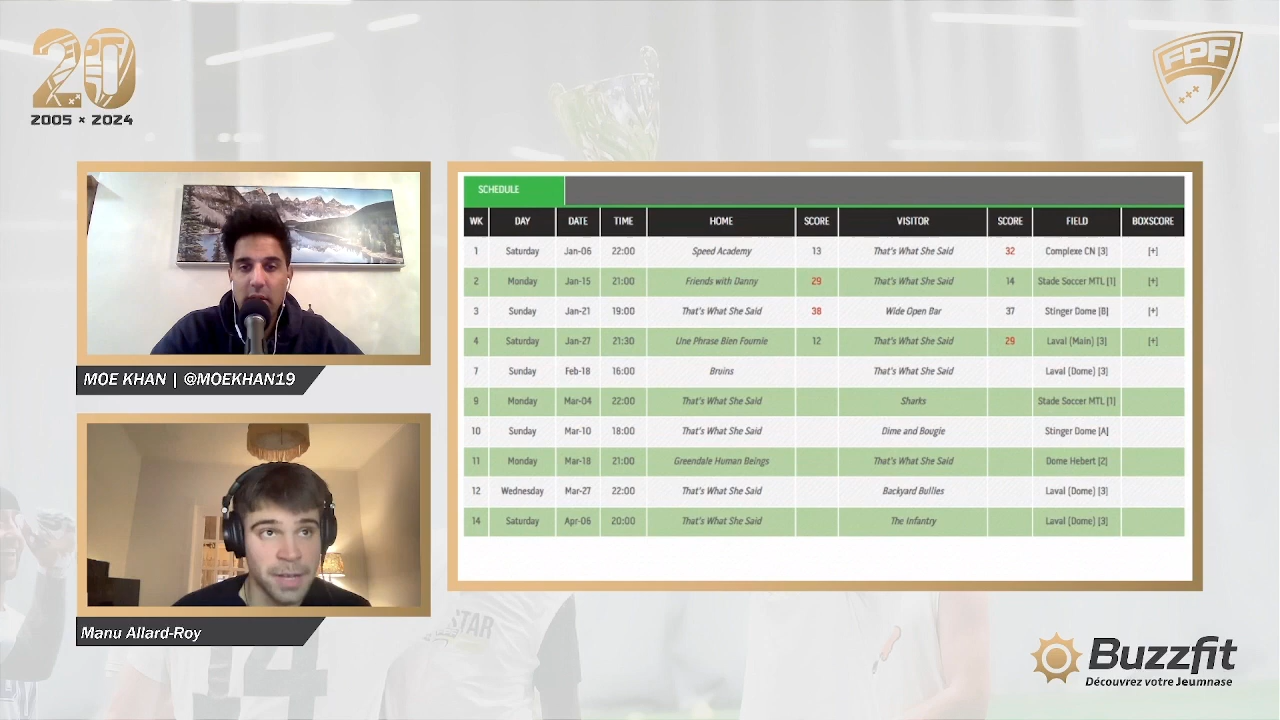 20
2005 × 2024
FPF
SCHEDULE
WK DAY DATE TIME HOME SCORE VISITOR SCORE FIELD BOXSCORE
1 Saturday Jan-06 22:00 Speed Academy 13 That's What She Said 32 Complexe CN [3] [+]
2 Monday Jan-15 21:00 Friends with Danny 29 That's What She Said 14 Stade Soccer MTL [1] [+]
3 Sunday Jan-21 19:00 That's What She Said 38 Wide Open Bar 37 Stinger Dome [B] [+]
4 Saturday Jan-27 21:30 Une Phrase Bien Fournie 12 That's What She Said 29 Laval (Main) [3] [+]
7 Sunday Feb-18 16:00 Bruins That's What She Said Laval (Dome) [3]
9 Monday Mar-04 22:00 That's What She Said Sharks Stade Soccer MTL [1]
10 Sunday Mar-10 18:00 That's What She Said Dime and Bougie Stinger Dome [A]
11 Monday Mar-18 21:00 Greendale Human Beings That's What She Said Dome Hebert [2]
12 Wednesday Mar-27 22:00 That's What She Said Backyard Bullies Laval (Dome) [3]
14 Saturday Apr-06 20:00 That's What She Said The Infantry Laval (Dome) [3]
MOE KHAN | @MOEKHAN19
Manu Allard-Roy
STAR
14
Buzzfit
Découvrez votre Jeumnase